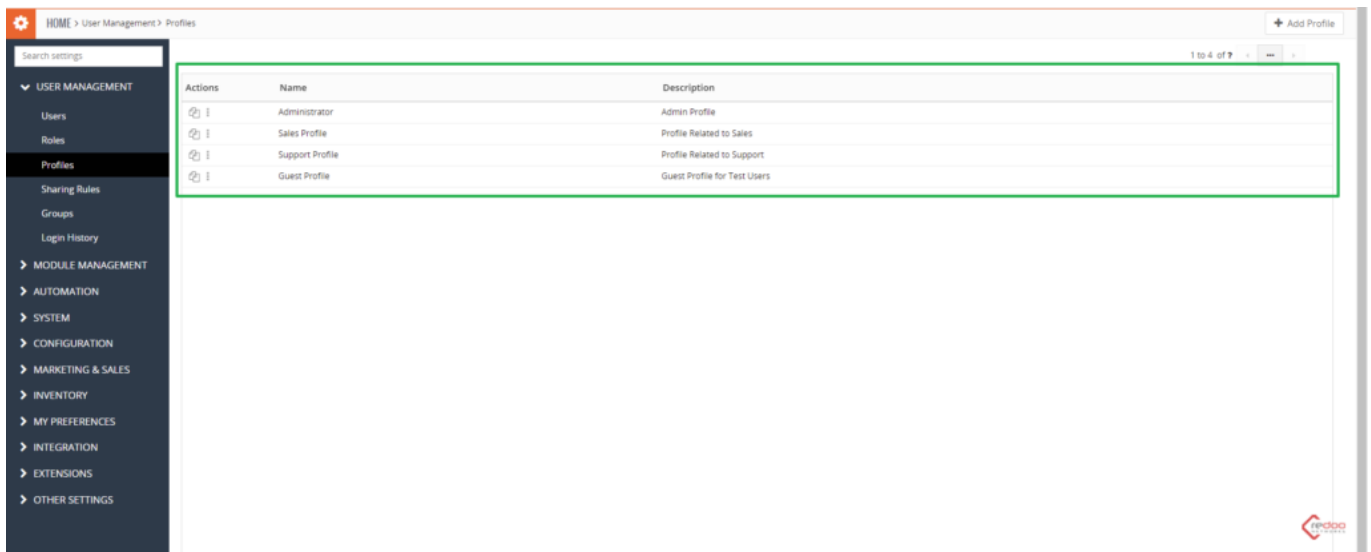 HOME > User Management > Profiles
+ Add Profile
Search settings
1 to 4 of ?
USER MANAGEMENT
Users
Roles
Profiles
Sharing Rules
Groups
Login History
MODULE MANAGEMENT
AUTOMATION
SYSTEM
CONFIGURATION
MARKETING & SALES
INVENTORY
MY PREFERENCES
INTEGRATION
EXTENSIONS
OTHER SETTINGS
Actions Name Description
Administrator Admin Profile
Sales Profile Profile Related to Sales
Support Profile Profile Related to Support
Guest Profile Guest Profile for Test Users
redoo
NETWORKS